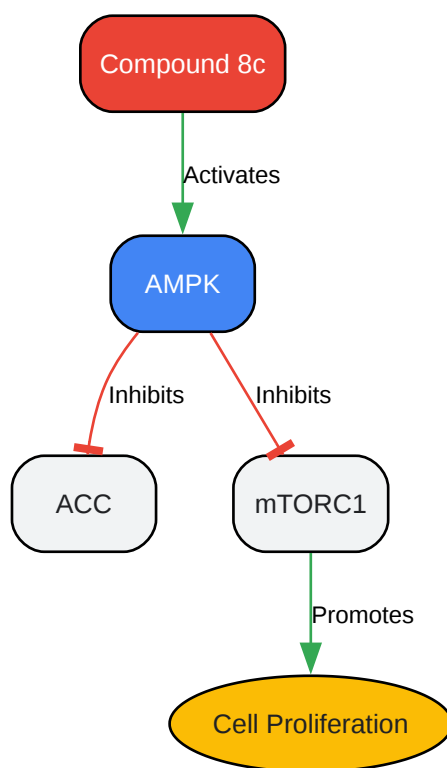 Compound 8c
Activates
AMPK
Inhibits
Inhibits
ACC
mTORC1
Promotes
Cell Proliferation